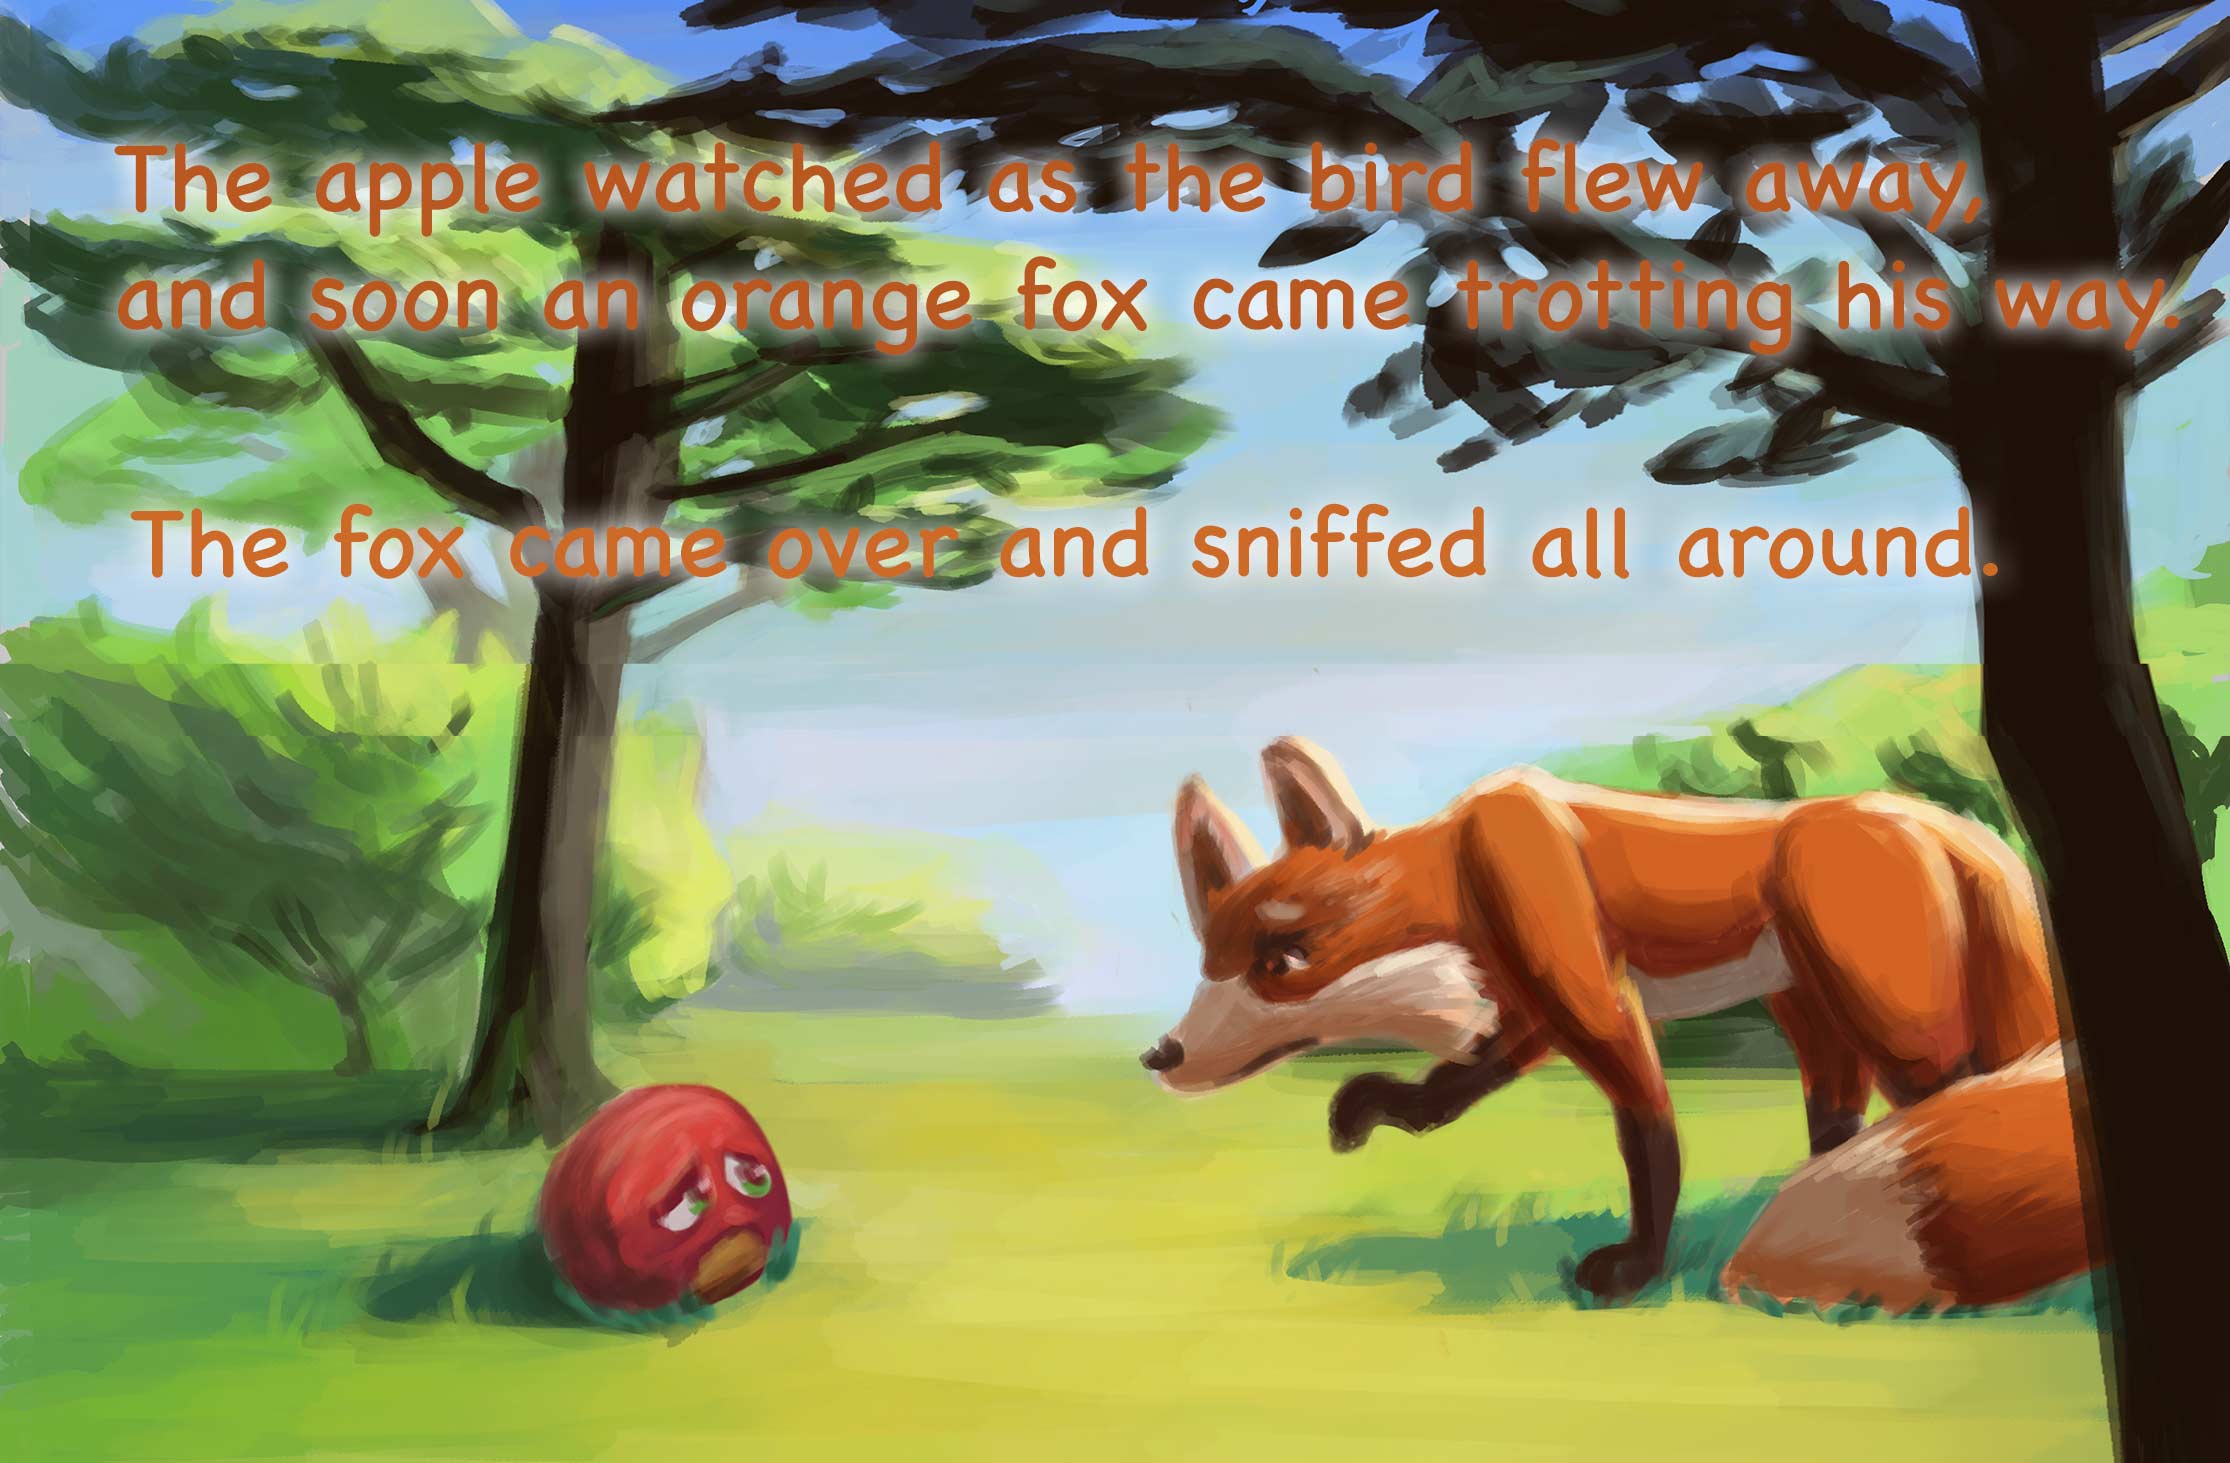 The apple watched as the bird flew away,
and soon an orange fox came trotting his way.
The fox came over and sniffed all around.